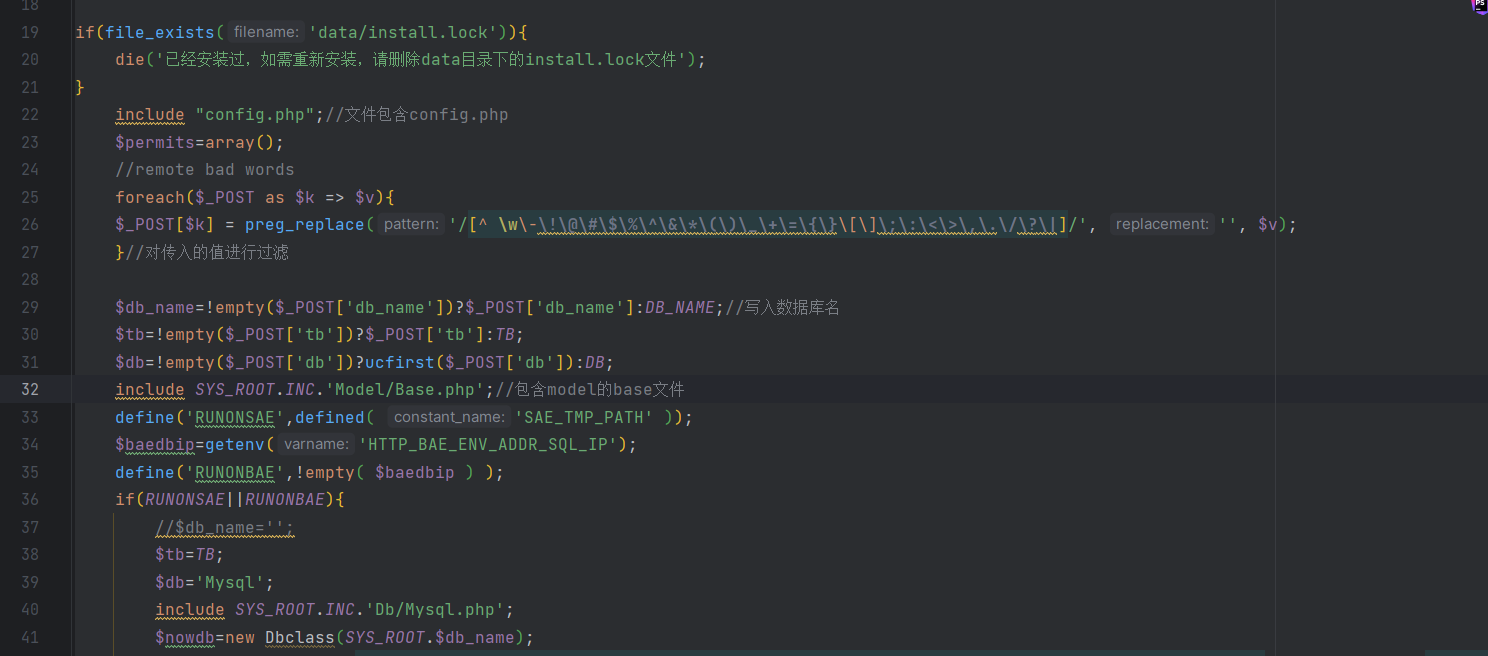 18
19 if(file_exists( filename: 'data/install.lock')){
20 die('已经安装过，如需重新安装，请删除data目录下的install.lock文件');
21 }
22 include "config.php";//文件包含config.php
23 $permits=array();
24 //remote bad words
25 foreach($_POST as $k => $v){
26 $_POST[$k] = preg_replace( pattern: '/[^ \w\-\!\@\#\$\%\^\&\*\(\)\_\+\=\{\}\[\]\;\:\<\>\,\.\/\?\|]/', replacement: '', $v);
27 }//对传入的值进行过滤
28
29 $db_name=!empty($_POST['db_name'])?$_POST['db_name']:DB_NAME;//写入数据库名
30 $tb=!empty($_POST['tb'])?$_POST['tb']:TB;
31 $db=!empty($_POST['db'])?ucfirst($_POST['db']):DB;
32 include SYS_ROOT.INC.'Model/Base.php';//包含model的base文件
33 define('RUNONSAE',defined( constant_name: 'SAE_TMP_PATH' ));
34 $baedbip=getenv( varname: 'HTTP_BAE_ENV_ADDR_SQL_IP');
35 define('RUNONBAE',!empty( $baedbip ) );
36 if(RUNONSAE||RUNONBAE){
37 //$db_name='';
38 $tb=TB;
39 $db='Mysql';
40 include SYS_ROOT.INC.'Db/Mysql.php';
41 $nowdb=new Dbclass(SYS_ROOT.$db_name);
PS